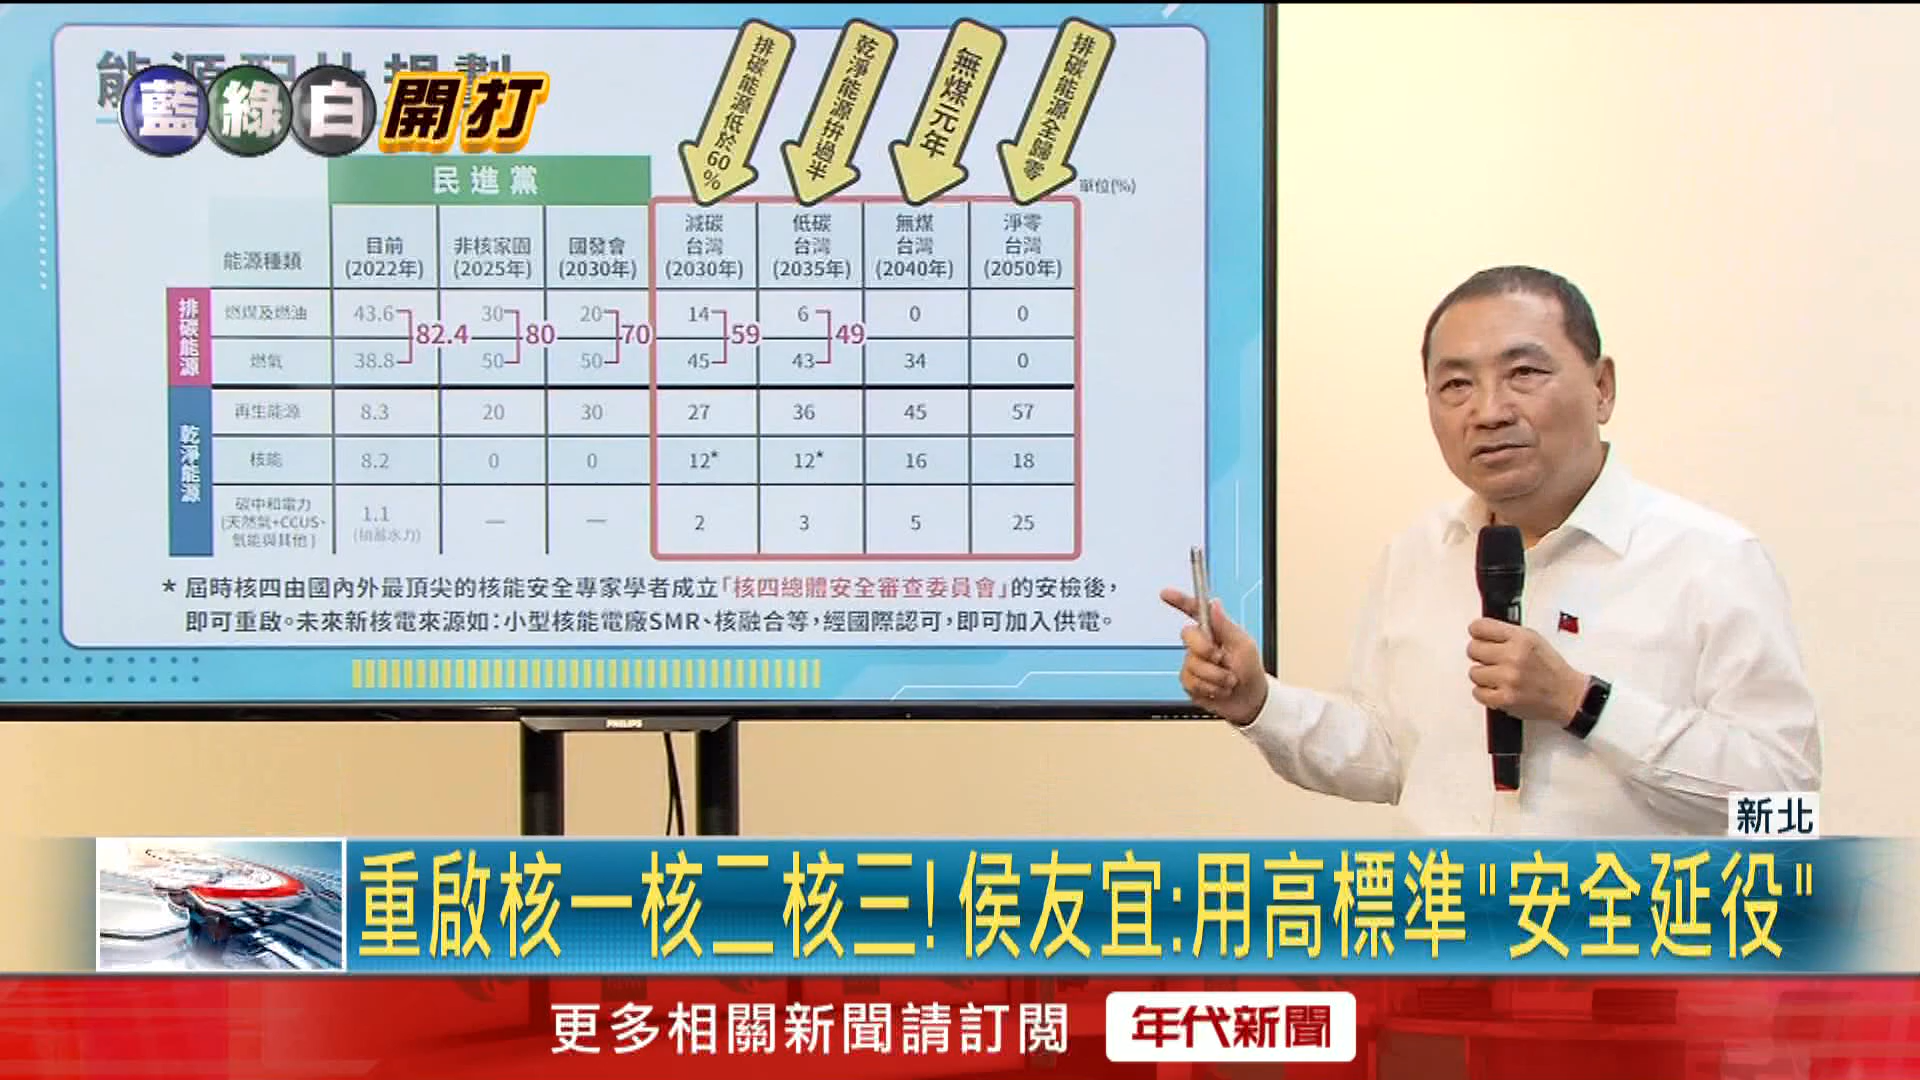 能源配比規劃
藍綠白開打
排碳能源低於60%
乾淨能源拚過半
無煤元年
排碳能源全歸零
單位(%)
民進黨
能源種類
目前
(2022年)
非核家園
(2025年)
國發會
(2030年)
減碳
台灣
(2030年)
低碳
台灣
(2035年)
無煤
台灣
(2040年)
淨零
台灣
(2050年)
排碳能源
燃煤及燃油 43.6 30 20 14 6 0 0
82.4 80 70 59 49
燃氣 38.8 50 50 45 43 34 0
乾淨能源
再生能源 8.3 20 30 27 36 45 57
核能 8.2 0 0 12* 12* 16 18
碳中和電力
(天然氣+CCUS、
氫能與其他)
1.1
(抽蓄水力)
— — 2 3 5 25
* 屆時核四由國內外最頂尖的核能安全專家學者成立「核四總體安全審查委員會」的安檢後,
即可重啟。未來新核電來源如:小型核能電廠SMR、核融合等,經國際認可,即可加入供電。
PHILIPS
新北
重啟核一核二核三!侯友宜:用高標準"安全延役"
更多相關新聞請訂閱 年代新聞